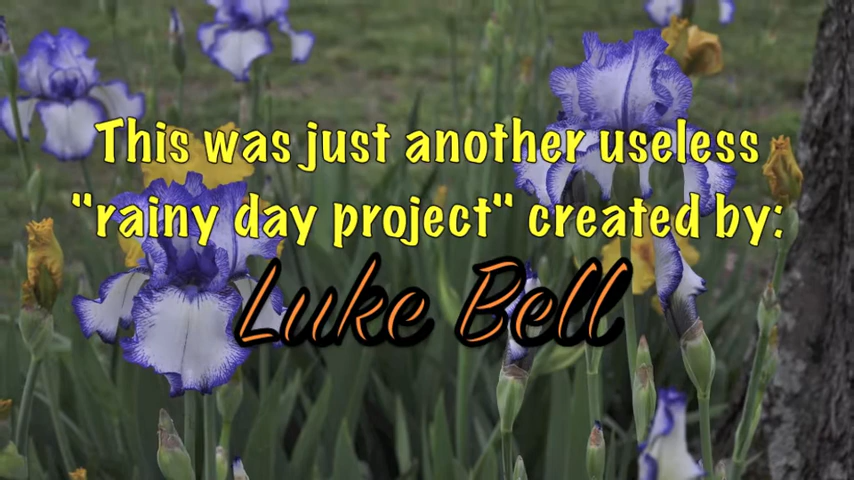 This was just another useless
"rainy day project" created by:
Luke Bell